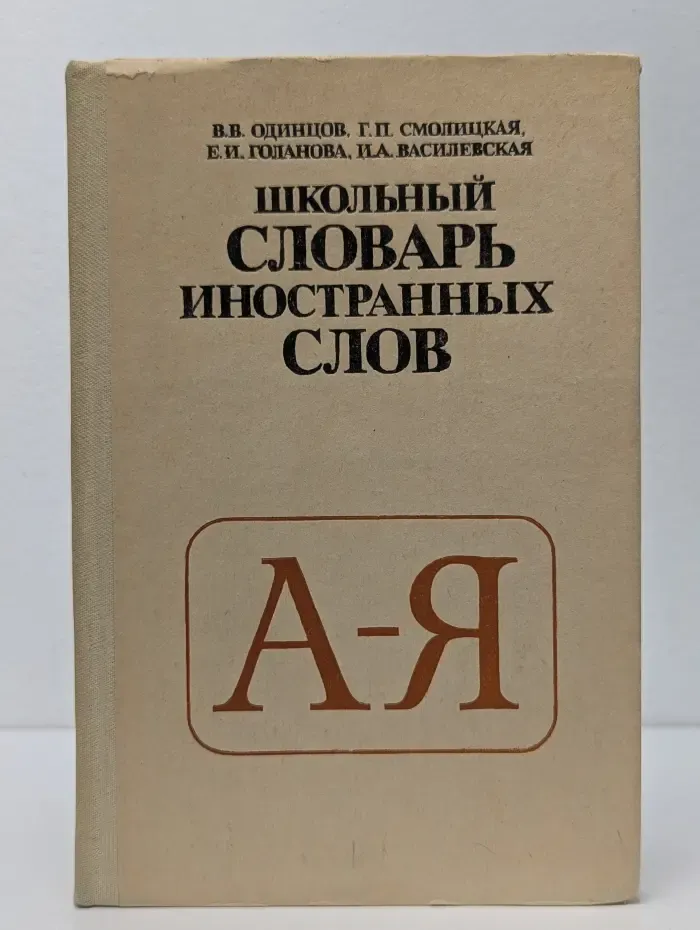 В.В. ОДИНЦОВ, Г.П. СМОЛИЦКАЯ,
Е.И. ГОЛАНОВА, И.А. ВАСИЛЕВСКАЯ
ШКОЛЬНЫЙ
СЛОВАРЬ
ИНОСТРАННЫХ
СЛОВ
А-Я